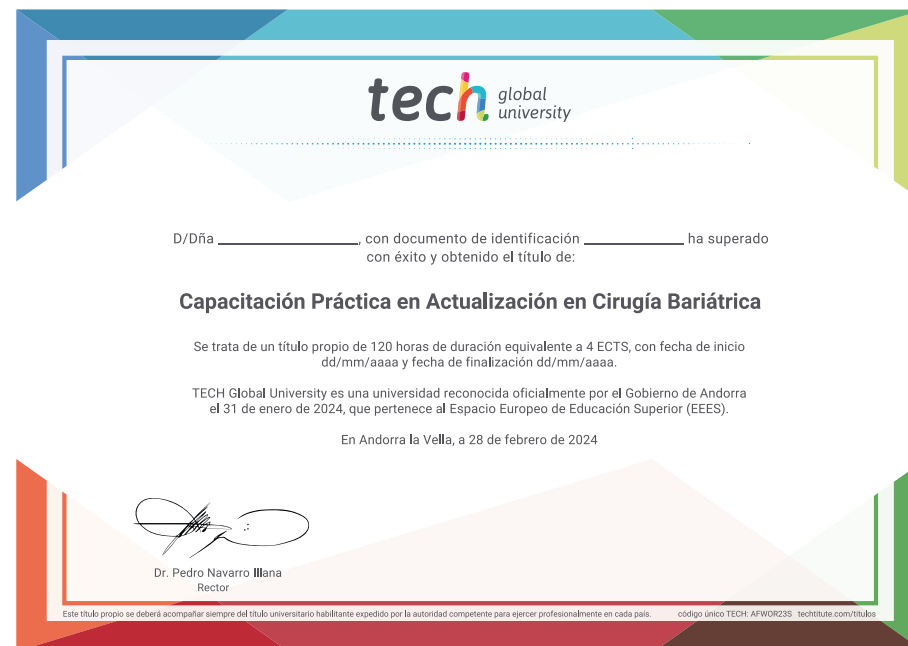 tech global university
D/Dña ____________________, con documento de identificación ______________ ha superado
con éxito y obtenido el título de:
Capacitación Práctica en Actualización en Cirugía Bariátrica
Se trata de un título propio de 120 horas de duración equivalente a 4 ECTS, con fecha de inicio
dd/mm/aaaa y fecha de finalización dd/mm/aaaa.
TECH Global University es una universidad reconocida oficialmente por el Gobierno de Andorra
el 31 de enero de 2024, que pertenece al Espacio Europeo de Educación Superior (EEES).
En Andorra la Vella, a 28 de febrero de 2024
Dr. Pedro Navarro Illana
Rector
Este título propio se deberá acompañar siempre del título universitario habilitante expedido por la autoridad competente para ejercer profesionalmente en cada país. código único TECH: AFWOR23S techtitute.com/titulos